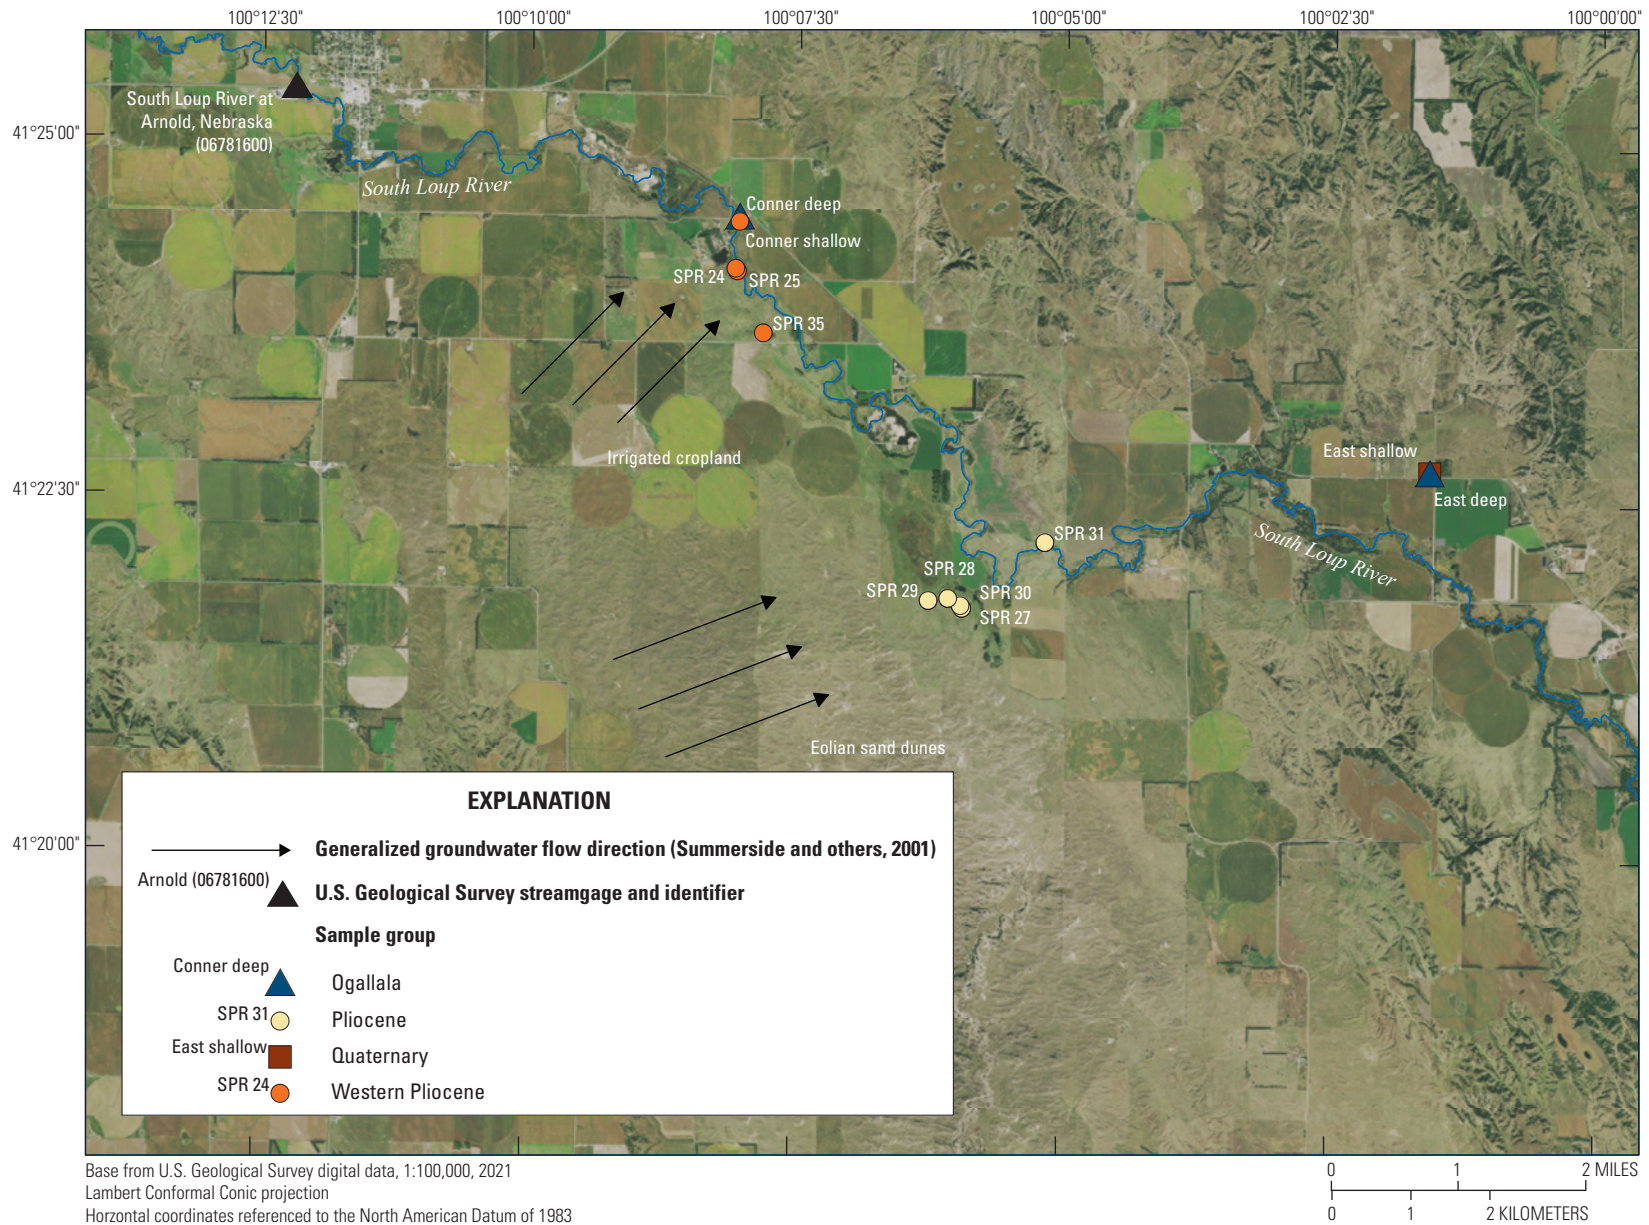 100°12'30"
100°10'00"
100°07'30"
100°05'00"
100°02'30"
100°00'00"
41°25'00"
41°22'30"
41°20'00"
South Loup River at
Arnold, Nebraska
(06781600)
South Loup River
Conner deep
Conner shallow
SPR 24
SPR 25
SPR 35
Irrigated cropland
East shallow
East deep
SPR 31
South Loup River
SPR 28
SPR 29
SPR 30
SPR 27
Eolian sand dunes
EXPLANATION
Generalized groundwater flow direction (Summerside and others, 2001)
Arnold (06781600)
U.S. Geological Survey streamgage and identifier
Sample group
Conner deep
Ogallala
SPR 31
Pliocene
East shallow
Quaternary
SPR 24
Western Pliocene
Base from U.S. Geological Survey digital data, 1:100,000, 2021
Lambert Conformal Conic projection
Horzontal coordinates referenced to the North American Datum of 1983
0 1 2 MILES
0 1 2 KILOMETERS